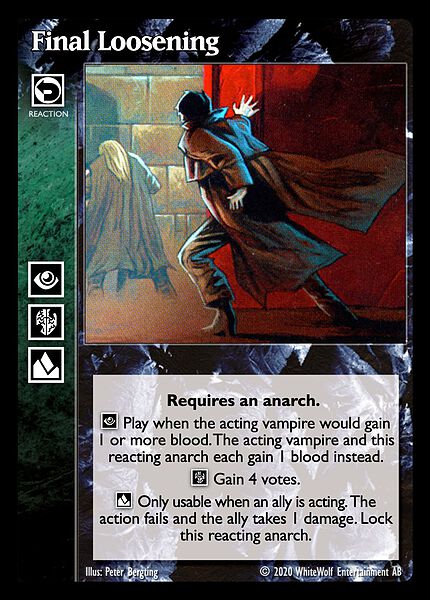 Final Loosening
REACTION
Requires an anarch.
Play when the acting vampire would gain
1 or more blood. The acting vampire and this
reacting anarch each gain 1 blood instead.
Gain 4 votes.
Only usable when an ally is acting. The
action fails and the ally takes 1 damage. Lock
this reacting anarch.
Illus: Peter Bergting © 2020 WhiteWolf Entertainment AB